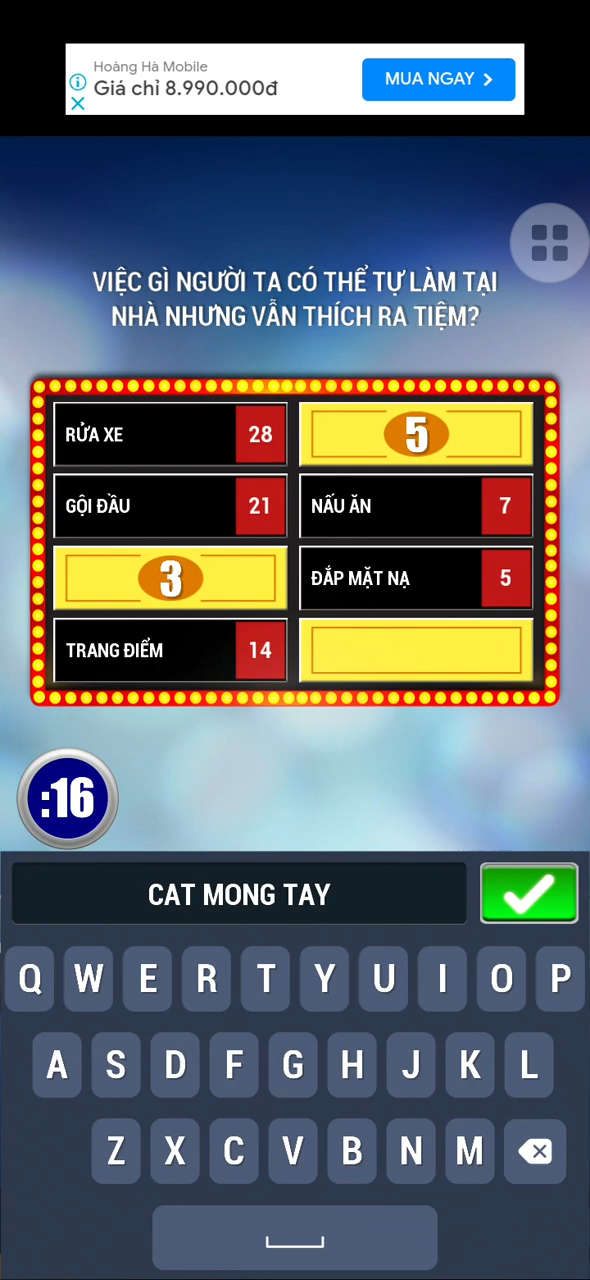 Hoàng Hà Mobile
Giá chỉ 8.990.000đ
MUA NGAY
VIỆC GÌ NGƯỜI TA CÓ THỂ TỰ LÀM TẠI
NHÀ NHƯNG VẪN THÍCH RA TIỆM?
RỬA XE 28
5
GỘI ĐẦU 21
NẤU ĂN 7
3
ĐẮP MẶT NẠ 5
TRANG ĐIỂM 14
:16
CAT MONG TAY
Q W E R T Y U I O P
A S D F G H J K L
Z X C V B N M